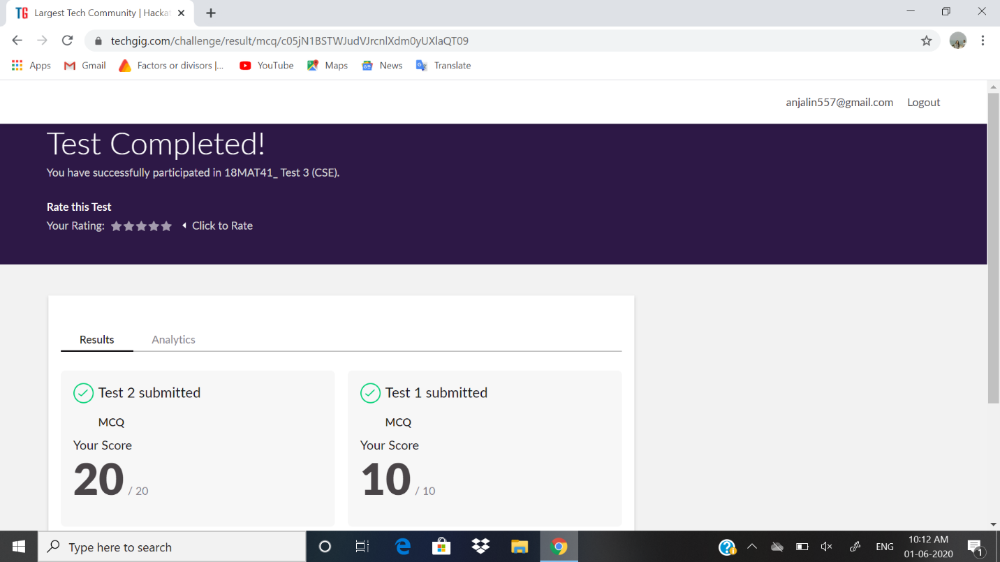 TG Largest Tech Community | Hacka
techgig.com/challenge/result/mcq/c05jN1BSTWJudVJrcnlXdm0yUXlaQT09
Apps Gmail Factors or divisors |... YouTube Maps News Translate
anjalin557@gmail.com Logout
Test Completed!
You have successfully participated in 18MAT41_ Test 3 (CSE).
Rate this Test
Your Rating: Click to Rate
Results Analytics
Test 2 submitted
MCQ
Your Score
20 / 20
Test 1 submitted
MCQ
Your Score
10 / 10
Type here to search
ENG
10:12 AM
01-06-2020
1